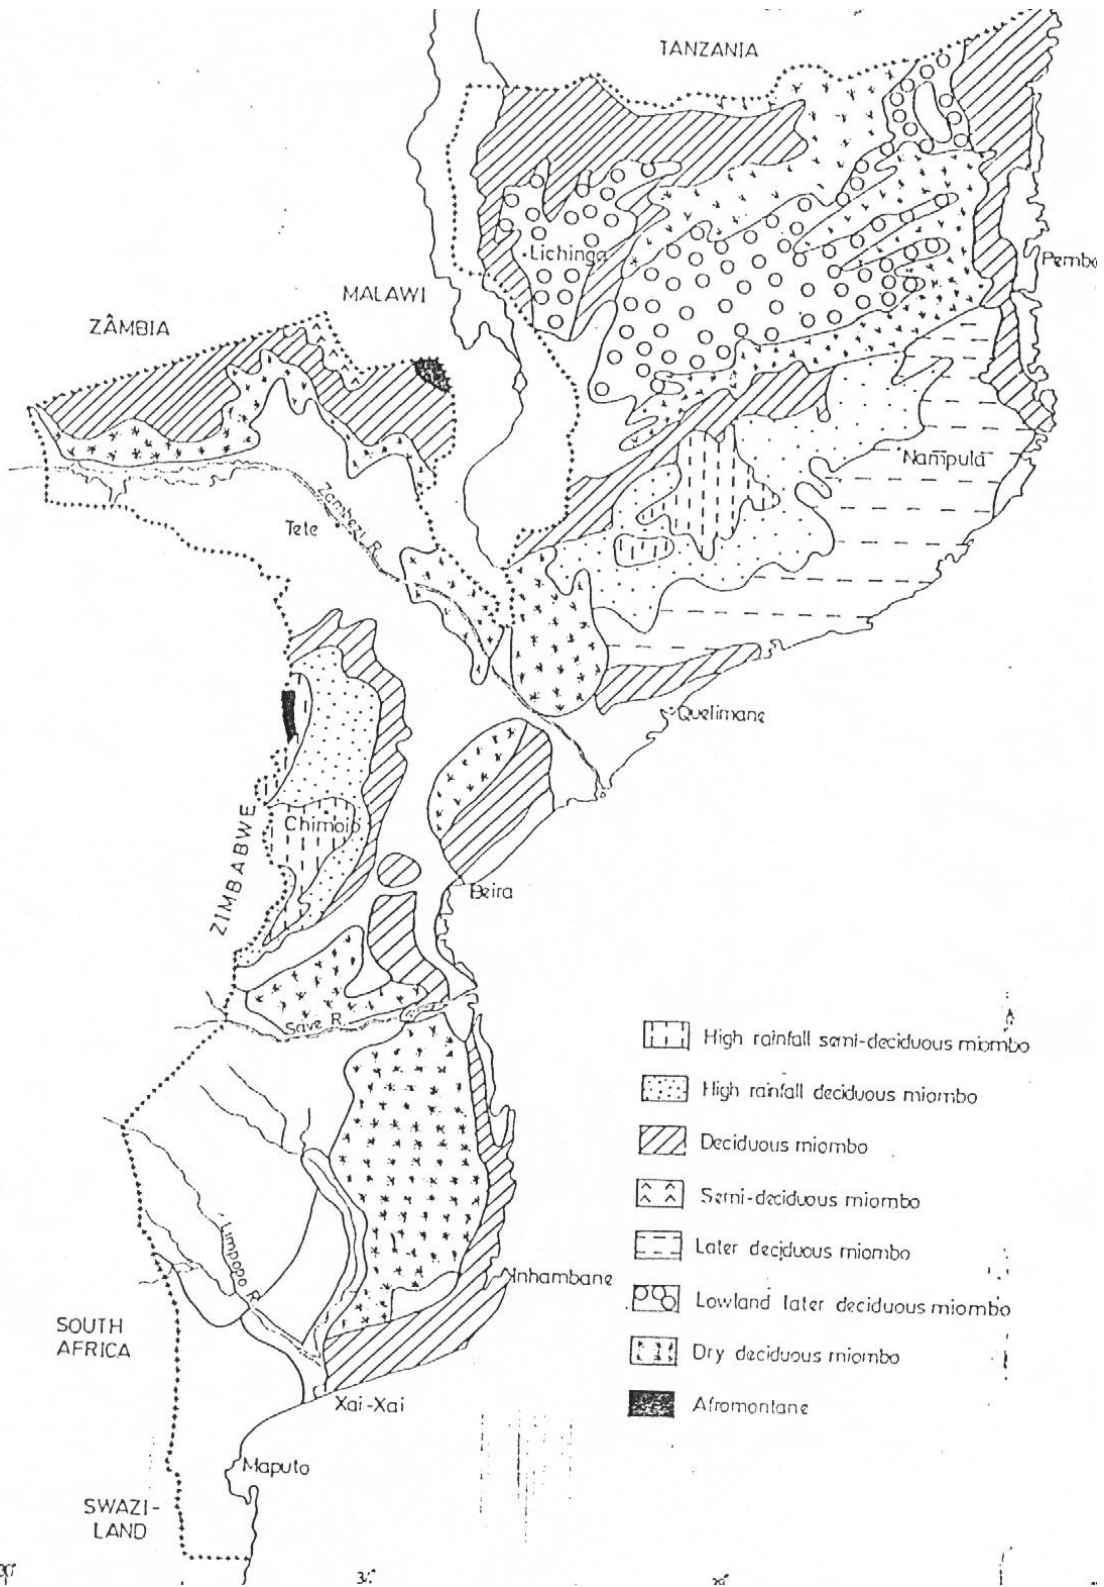 TANZANIA
Lichinga
MALAWI
ZÂMBIA
Nampula
Zambezi R.
Tete
Quelimane
ZIMBABWE
Chimoio
Beira
Save R.
High rainfall semi-deciduous miombo
High rainfall deciduous miombo
Deciduous miombo
Semi-deciduous miombo
Later deciduous miombo
Lowland later deciduous miombo
Dry deciduous miombo
Afromontane
Limpopo R.
Inhambane
SOUTH
AFRICA
Xai-Xai
Maputo
SWAZI-
LAND